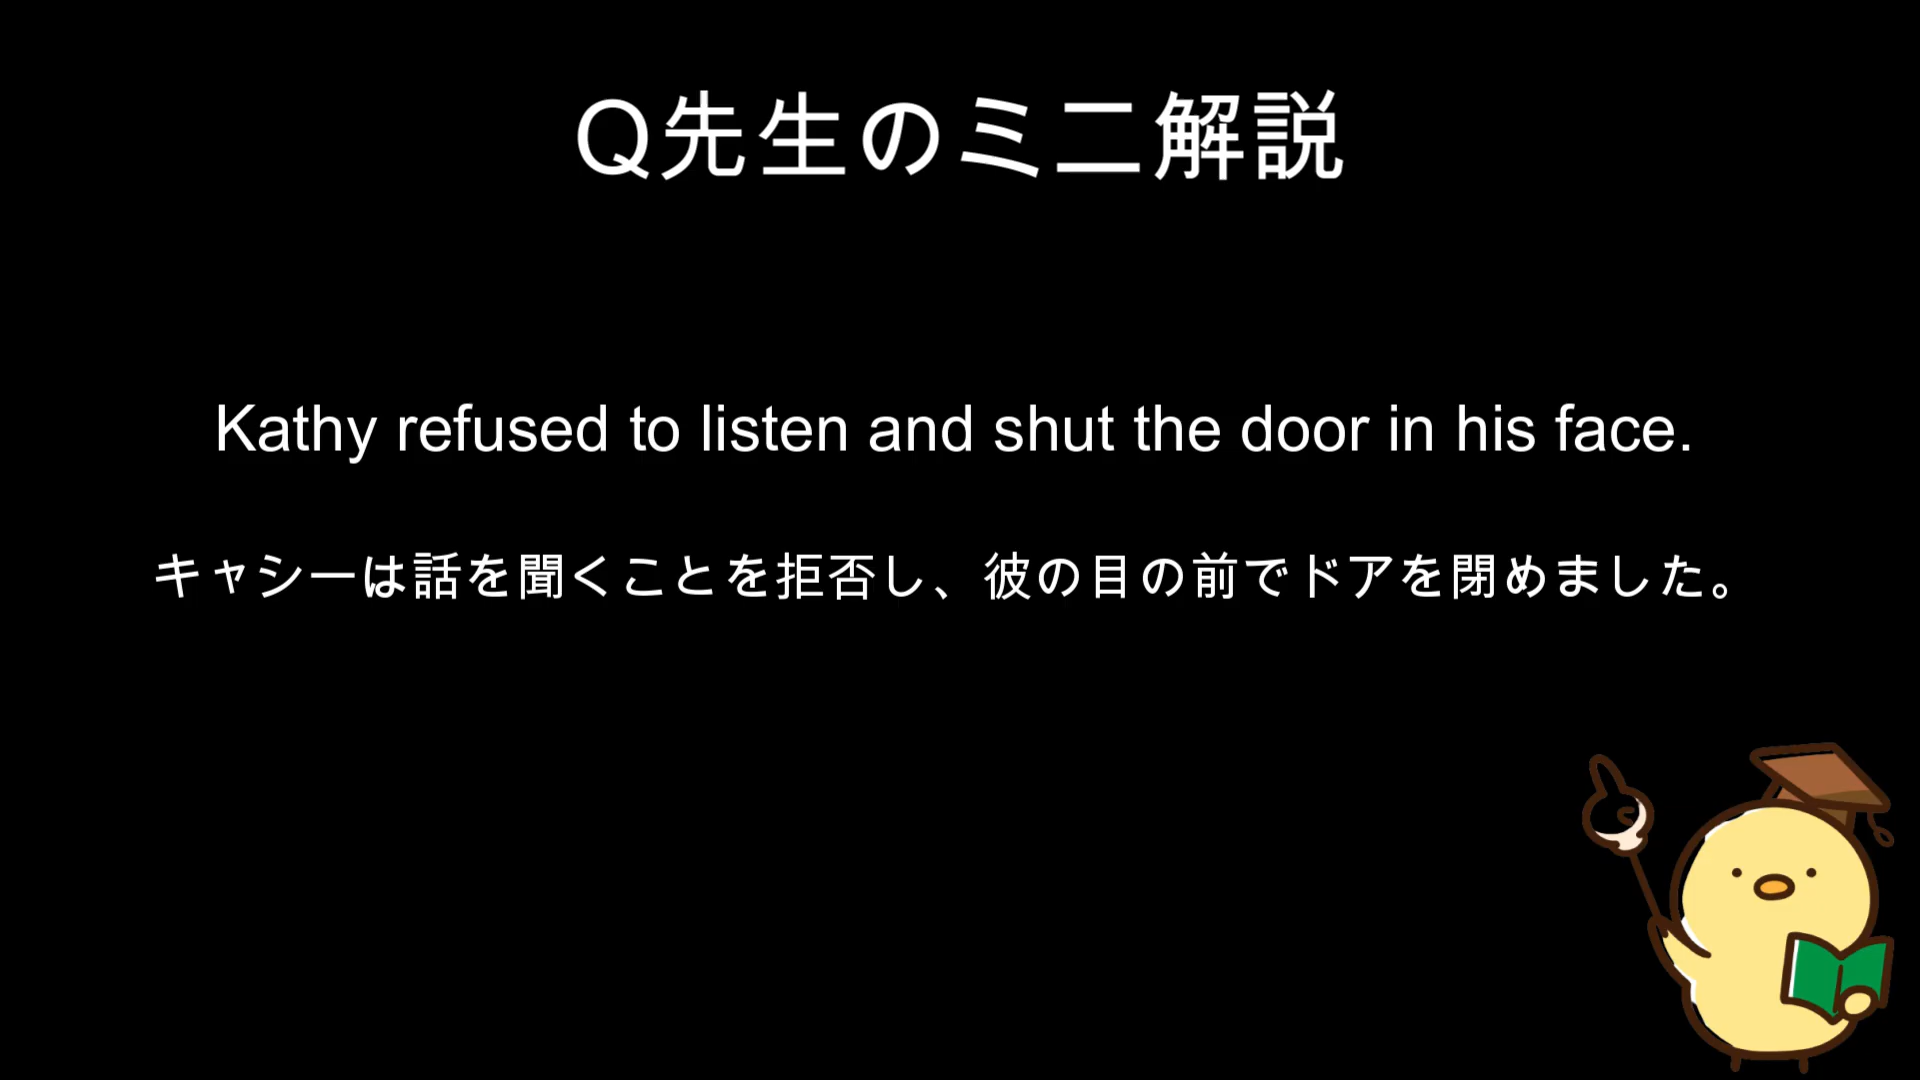 Q先生のミニ解説
Kathy refused to listen and shut the door in his face.
キャシーは話を聞くことを拒否し、彼の目の前でドアを閉めました。